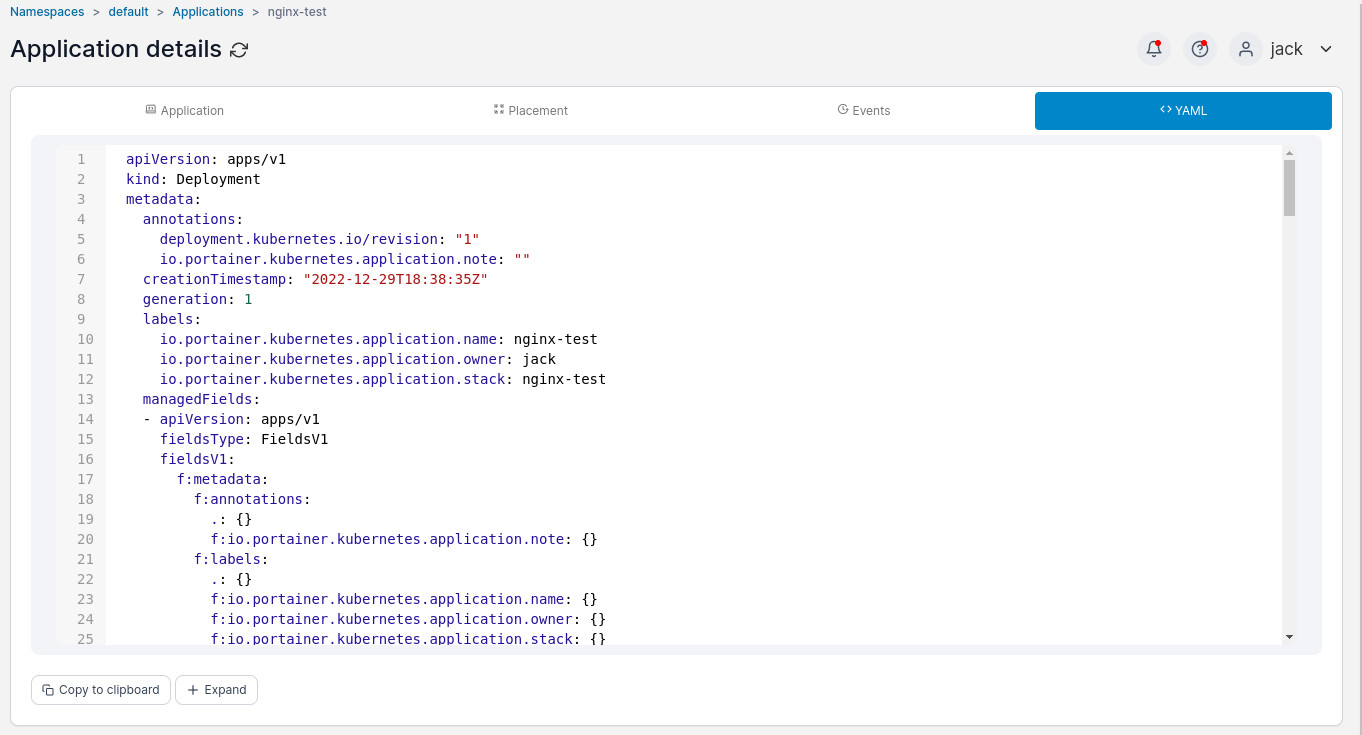 Namespaces > default > Applications > nginx-test
Application details
jack
Application
Placement
Events
YAML
1 apiVersion: apps/v1
2 kind: Deployment
3 metadata:
4   annotations:
5     deployment.kubernetes.io/revision: "1"
6     io.portainer.kubernetes.application.note: ""
7   creationTimestamp: "2022-12-29T18:38:35Z"
8   generation: 1
9   labels:
10     io.portainer.kubernetes.application.name: nginx-test
11     io.portainer.kubernetes.application.owner: jack
12     io.portainer.kubernetes.application.stack: nginx-test
13   managedFields:
14   - apiVersion: apps/v1
15     fieldsType: FieldsV1
16     fieldsV1:
17       f:metadata:
18         f:annotations:
19           .: {}
20           f:io.portainer.kubernetes.application.note: {}
21         f:labels:
22           .: {}
23           f:io.portainer.kubernetes.application.name: {}
24           f:io.portainer.kubernetes.application.owner: {}
25           f:io.portainer.kubernetes.application.stack: {}
Copy to clipboard
Expand